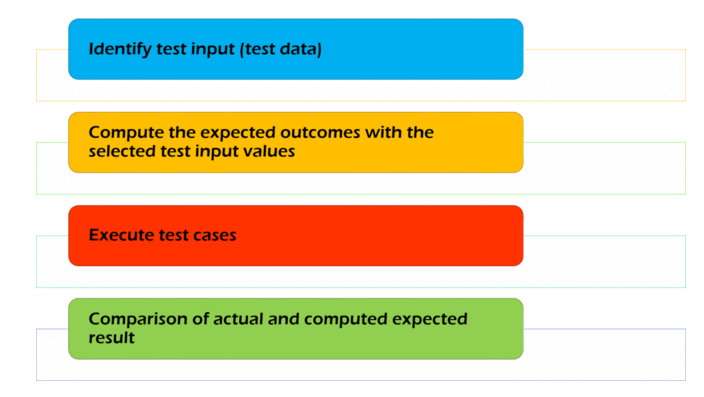 Identify test input (test data)
Compute the expected outcomes with the
selected test input values
Execute test cases
Comparison of actual and computed expected
result